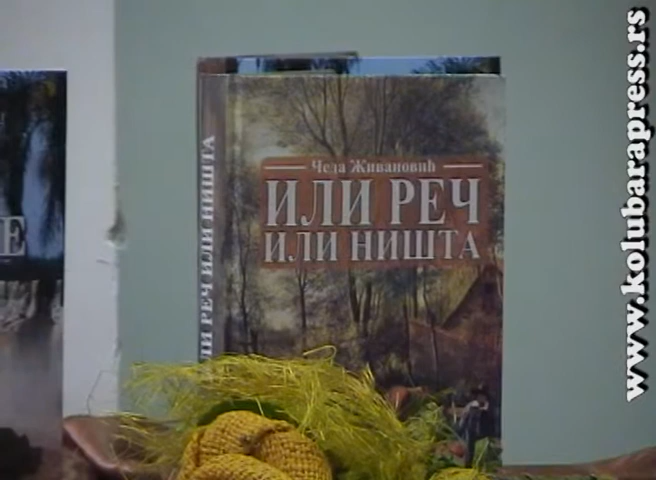 Чеда Живановић
ИЛИ РЕЧ
ИЛИ НИШТА
ИЛИ РЕЧ ИЛИ НИШТА
Е
www.kolubarapress.rs